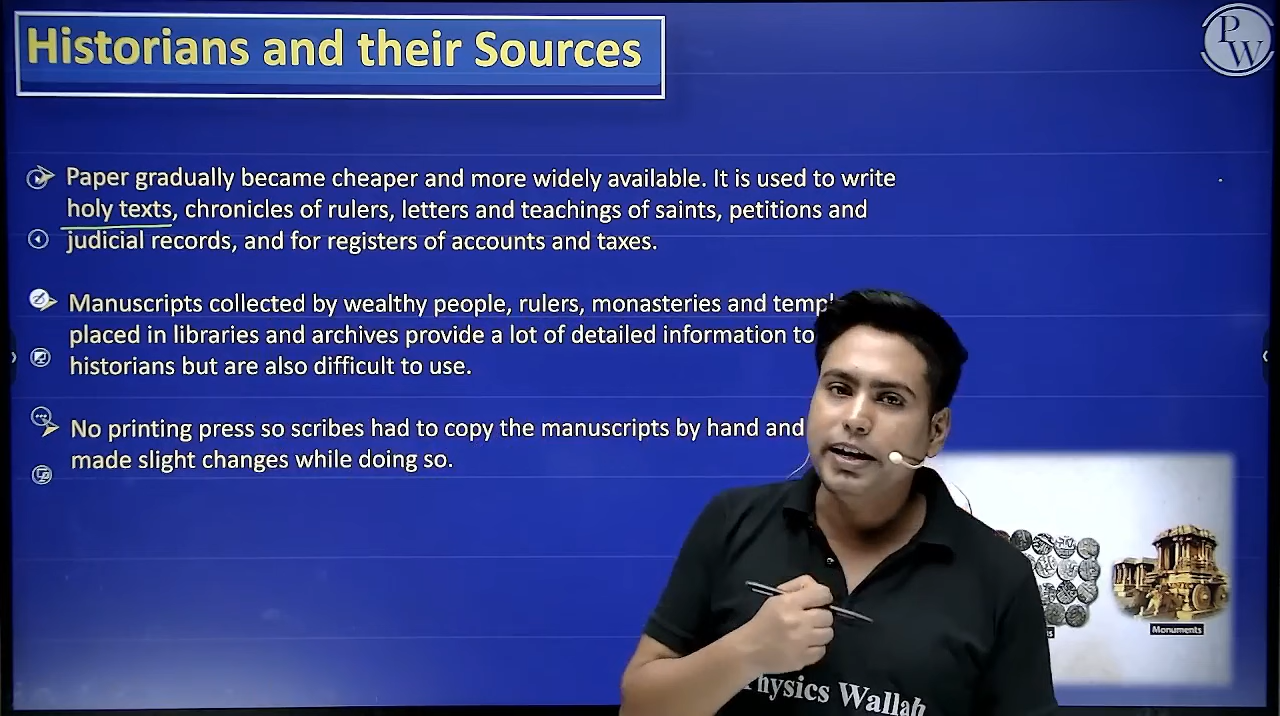 Historians and their Sources
P
W
Paper gradually became cheaper and more widely available. It is used to write
holy texts, chronicles of rulers, letters and teachings of saints, petitions and
judicial records, and for registers of accounts and taxes.
Manuscripts collected by wealthy people, rulers, monasteries and
placed in libraries and archives provide a lot of detailed information to
historians but are also difficult to use.
No printing press so scribes had to copy the manuscripts by hand and
made slight changes while doing so.
Monuments
Physics Wallah